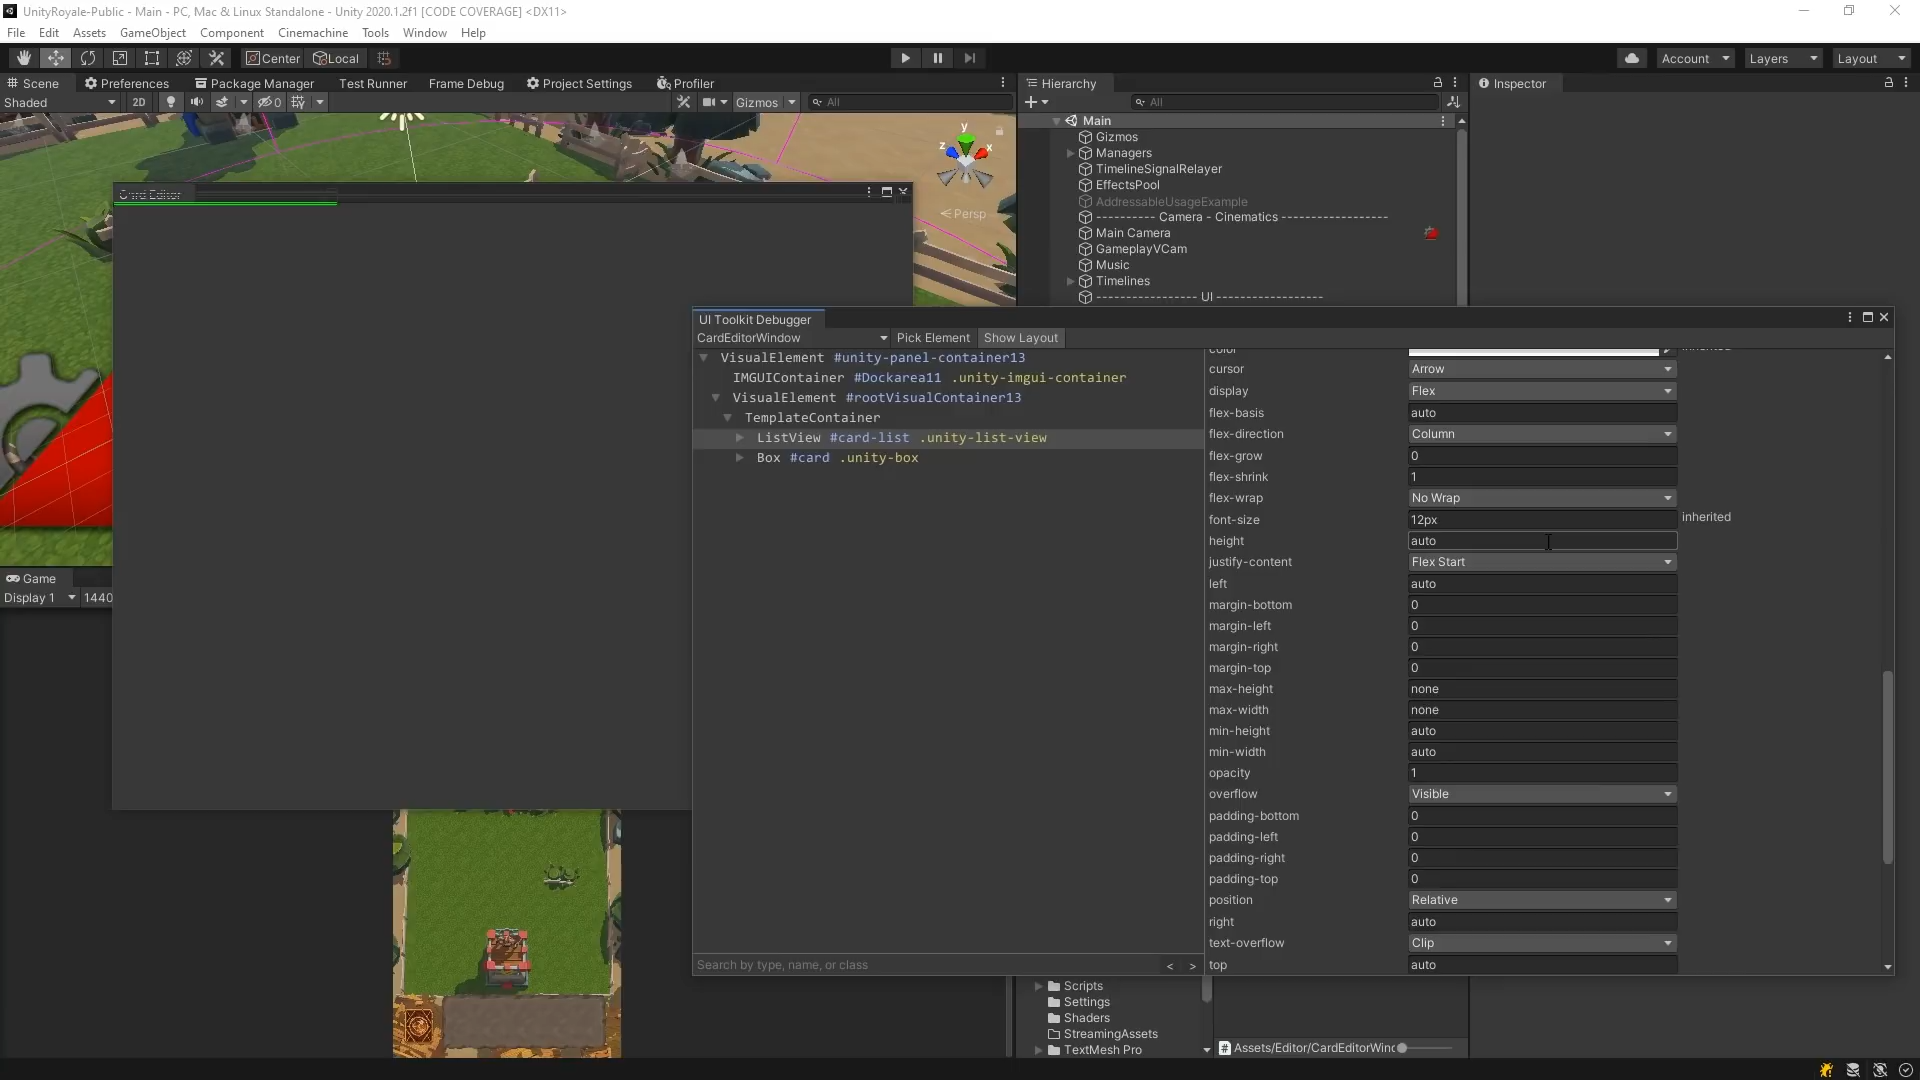 UnityRoyale-Public - Main - PC, Mac & Linux Standalone - Unity 2020.1.2f1 [CODE COVERAGE] <DX11>
File Edit Assets GameObject Component Cinemachine Tools Window Help
Center Local Account Layers Layout
Scene Preferences Package Manager Test Runner Frame Debug Project Settings Profiler Hierarchy Inspector
Shaded 2D 0 Gizmos All All
Main
Gizmos
Managers
TimelineSignalRelayer
EffectsPool
AddressableUsageExample
---------- Camera - Cinematics -----------------
Main Camera
GameplayVCam
Music
Timelines
---------------- UI -----------------
y
z
x
Persp
Card Editor
Game
Display 1 1440
UI Toolkit Debugger
CardEditorWindow Pick Element Show Layout
VisualElement #unity-panel-container13
IMGUIContainer #Dockarea11 .unity-imgui-container
VisualElement #rootVisualContainer13
TemplateContainer
ListView #card-list .unity-list-view
Box #card .unity-box
color inherited
cursor Arrow
display Flex
flex-basis auto
flex-direction Column
flex-grow 0
flex-shrink 1
flex-wrap No Wrap
font-size 12px inherited
height auto
justify-content Flex Start
left auto
margin-bottom 0
margin-left 0
margin-right 0
margin-top 0
max-height none
max-width none
min-height auto
min-width auto
opacity 1
overflow Visible
padding-bottom 0
padding-left 0
padding-right 0
padding-top 0
position Relative
right auto
text-overflow Clip
top auto
Search by type, name, or class < >
Scripts
Settings
Shaders
StreamingAssets
TextMesh Pro
# Assets/Editor/CardEditorWinc